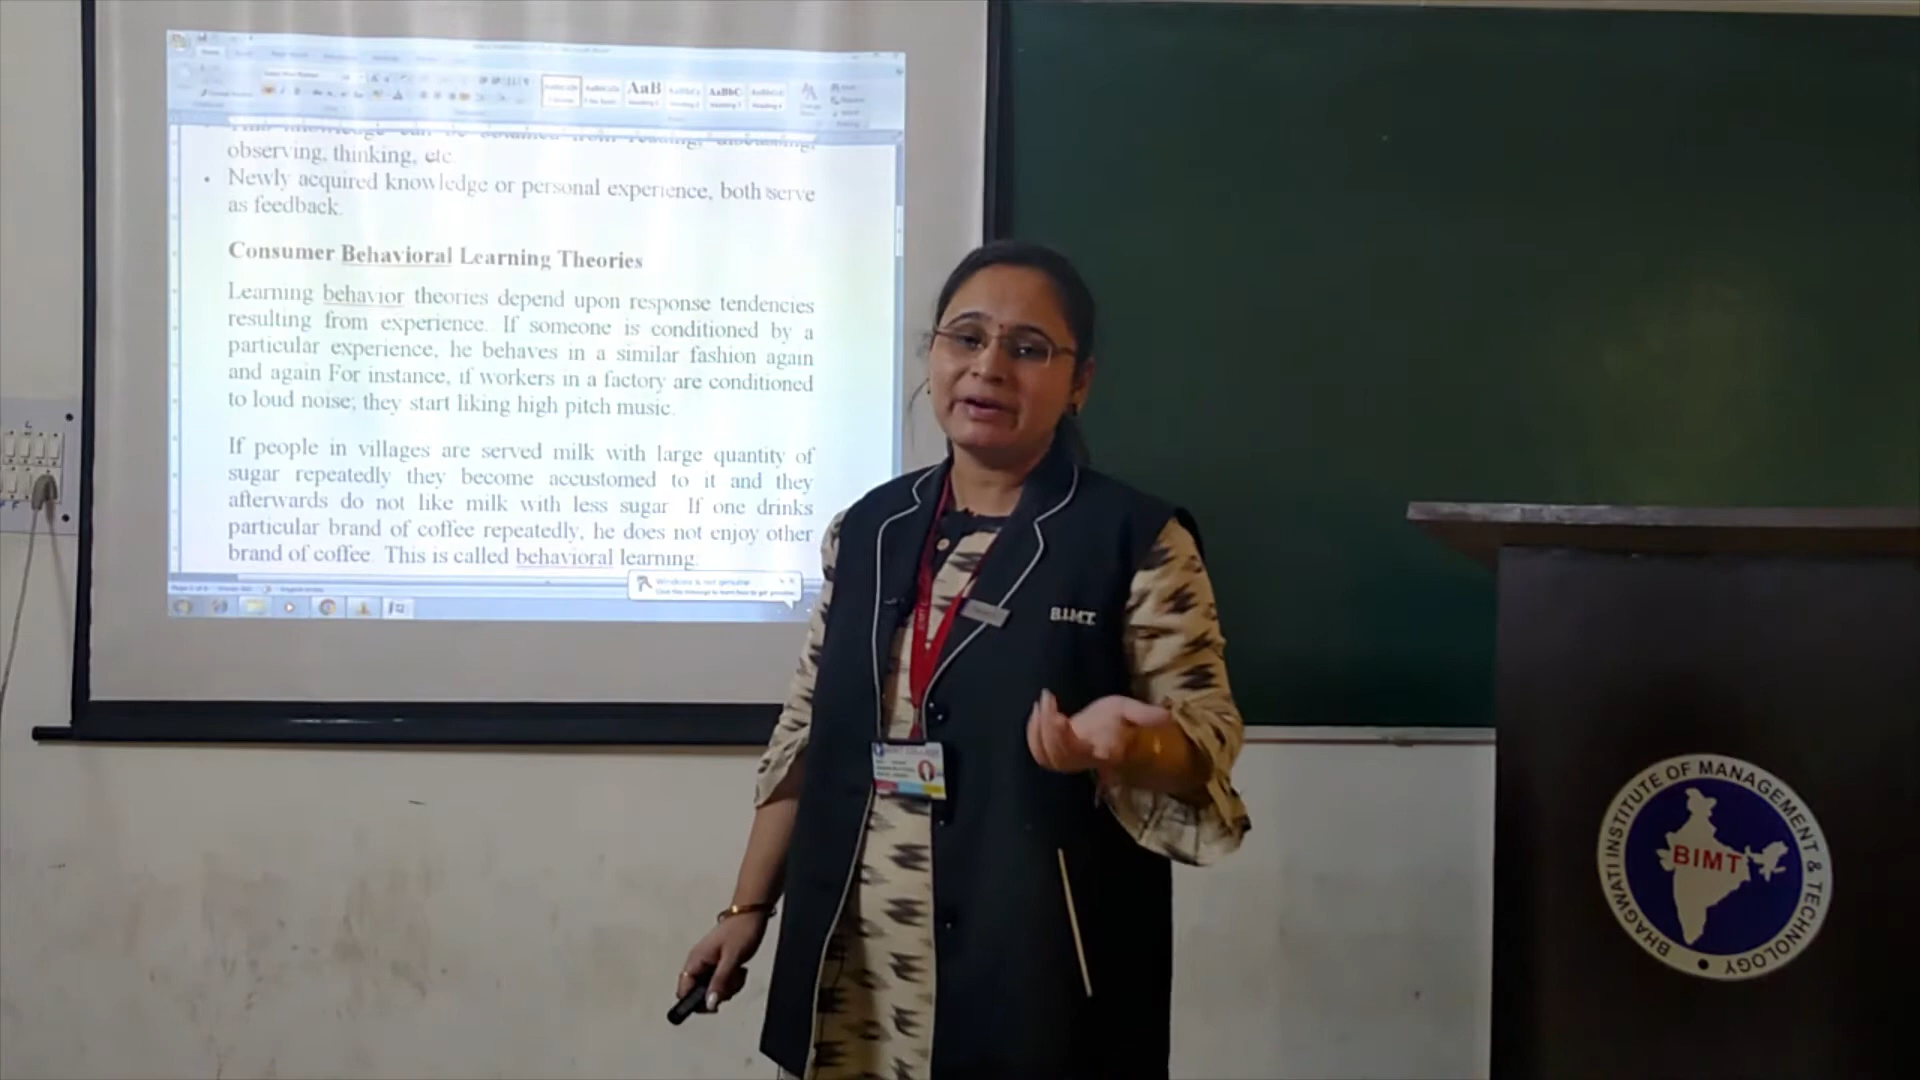 AaB
AaBbC
observing, thinking, etc
• Newly acquired knowledge or personal experience, both serve
as feedback.
Consumer Behavioral Learning Theories
Learning behavior theories depend upon response tendencies
resulting from experience. If someone is conditioned by a
particular experience, he behaves in a similar fashion again
and again For instance, if workers in a factory are conditioned
to loud noise; they start liking high pitch music.
If people in villages are served milk with large quantity of
sugar repeatedly they become accustomed to it and they
afterwards do not like milk with less sugar If one drinks
particular brand of coffee repeatedly, he does not enjoy other
brand of coffee. This is called behavioral learning.
Windows is not genuine
B.I.M.T.
BHAGWATI INSTITUTE OF MANAGEMENT & TECHNOLOGY
BIMT